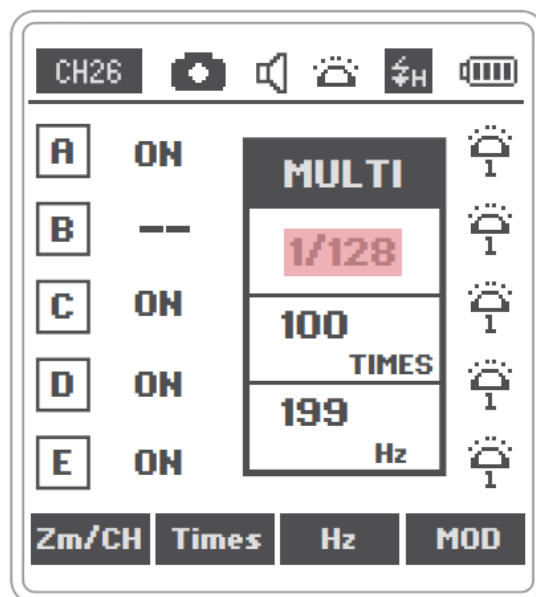 CH26 H
A ON MULTI 1
B -- 1/128 1
C ON 100 TIMES 1
D ON 199 Hz 1
E ON 1
Zm/CH Times Hz MOD